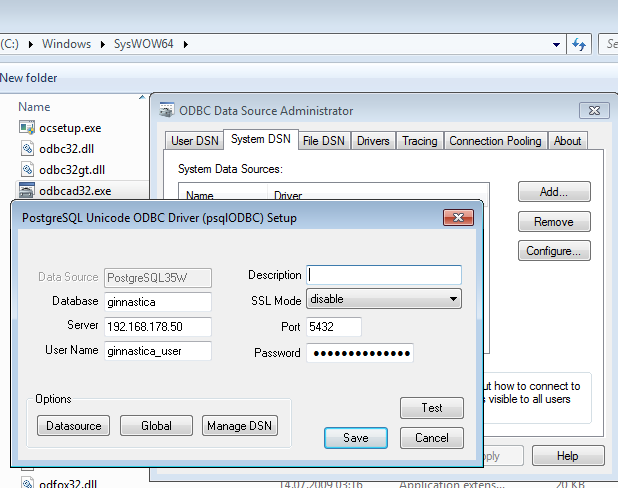 (C:) Windows SysWOW64
New folder
Name
ocsetup.exe
odbc32.dll
odbc32gt.dll
odbcad32.exe
odfox32.dll
14.07.2009 03:16 Application exten... 20 KB
ODBC Data Source Administrator
User DSN System DSN File DSN Drivers Tracing Connection Pooling About
System Data Sources:
Name Driver
Add...
Remove
Configure...
out how to connect to
visible to all users
Help
PostgreSQL Unicode ODBC Driver (psqlODBC) Setup
Data Source PostgreSQL35W
Database ginnastica
Server 192.168.178.50
User Name ginnastica_user
Description
SSL Mode disable
Port 5432
Password ●●●●●●●●●●●●●●
Options
Datasource Global Manage DSN
Test
Save Cancel